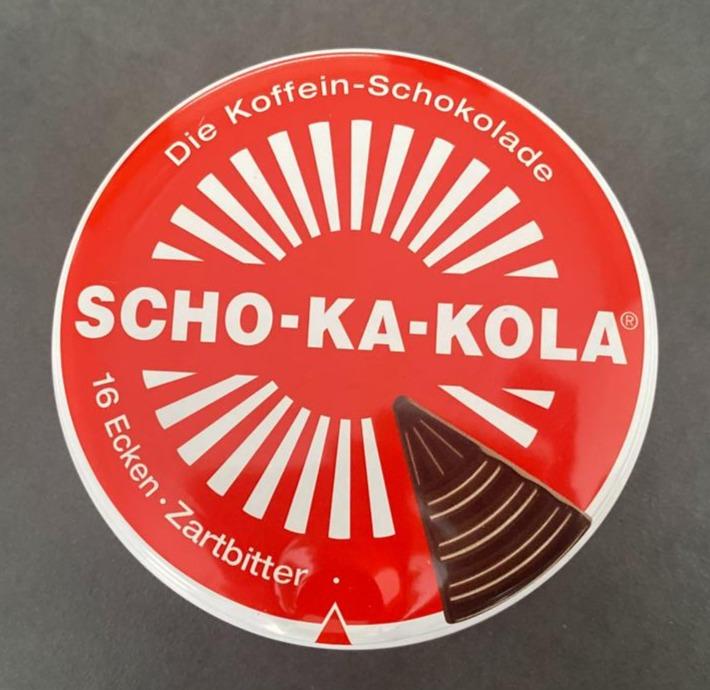 Die Koffein-Schokolade
SCHO-KA-KOLA®
16 Ecken · Zartbitter ·